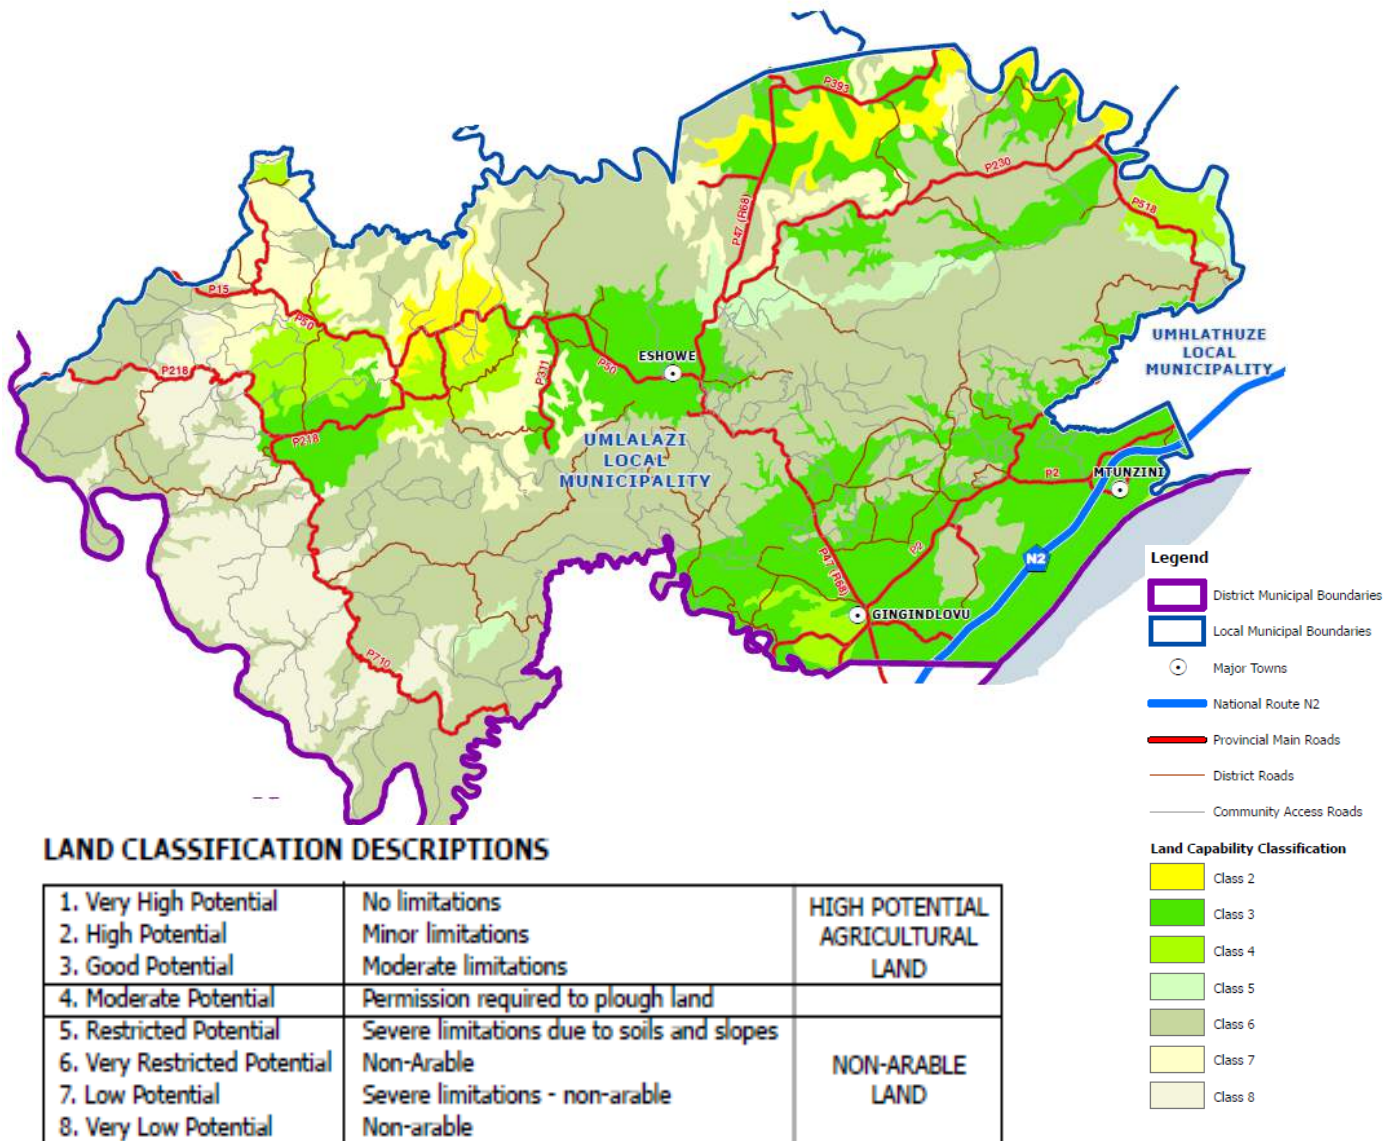 P393
P230
P518
P47 (R68)
P15
P50
P218
P311
P50
ESHOWE
P218
UMHLATHUZE
LOCAL
MUNICIPALITY
UMLALAZI
LOCAL
MUNICIPALITY
P2
MTUNZINI
P47 (R68)
P2
N2
GINGINDLOVU
P710
Legend
District Municipal Boundaries
Local Municipal Boundaries
Major Towns
National Route N2
Provincial Main Roads
District Roads
Community Access Roads
Land Capability Classification
Class 2
Class 3
Class 4
Class 5
Class 6
Class 7
Class 8
LAND CLASSIFICATION DESCRIPTIONS
1. Very High Potential No limitations HIGH POTENTIAL
2. High Potential Minor limitations AGRICULTURAL
3. Good Potential Moderate limitations LAND
4. Moderate Potential Permission required to plough land
5. Restricted Potential Severe limitations due to soils and slopes
6. Very Restricted Potential Non-Arable NON-ARABLE
7. Low Potential Severe limitations - non-arable LAND
8. Very Low Potential Non-arable